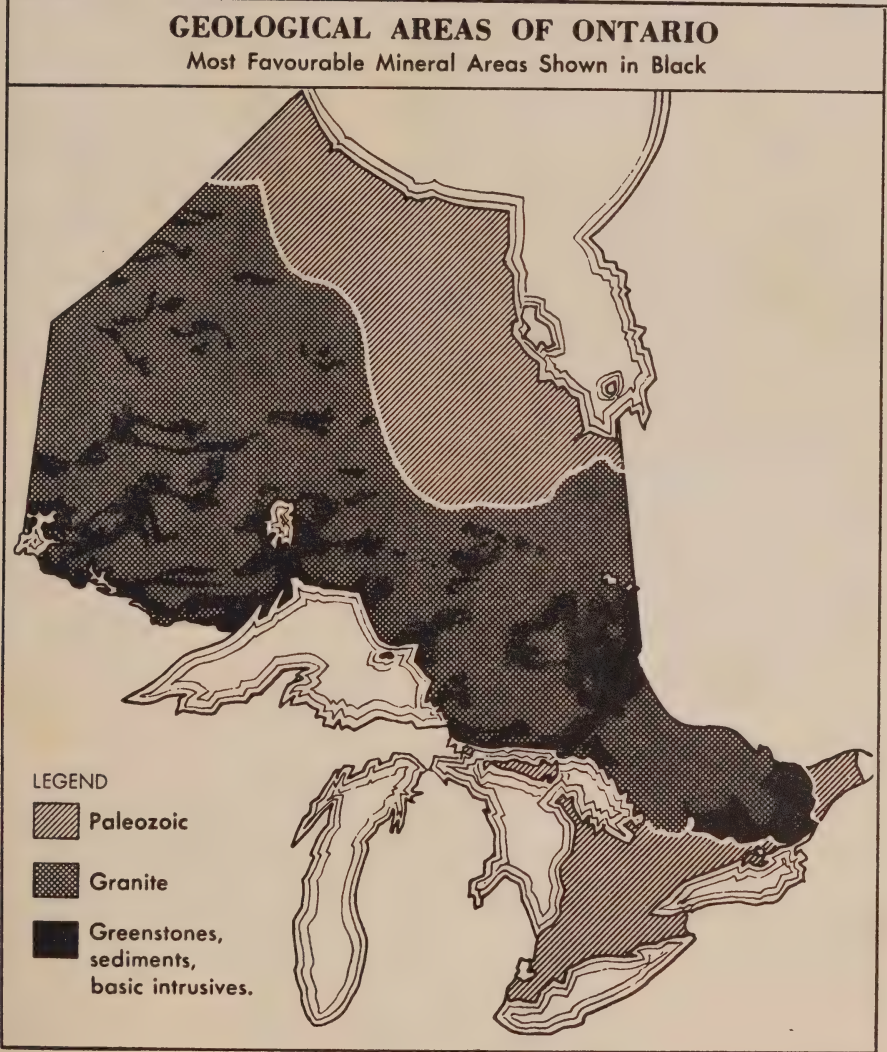 GEOLOGICAL AREAS OF ONTARIO
Most Favourable Mineral Areas Shown in Black
LEGEND
Paleozoic
Granite
Greenstones,
sediments,
basic intrusives.